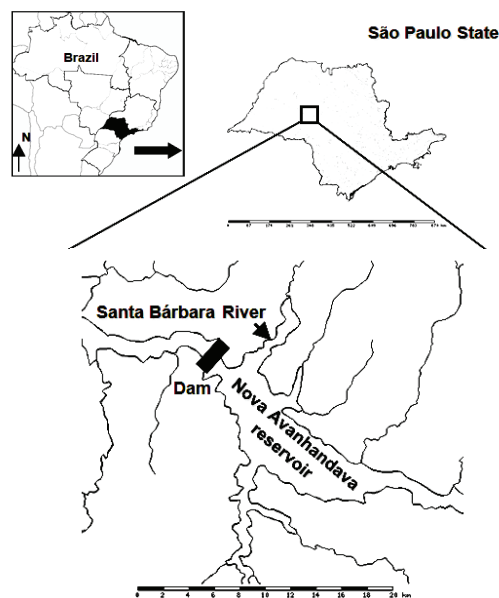 São Paulo State
Brazil
N
Santa Bárbara River
Dam
Nova Avanhandava
reservoir
0 2 4 6 8 10 12 14 16 18 20 km